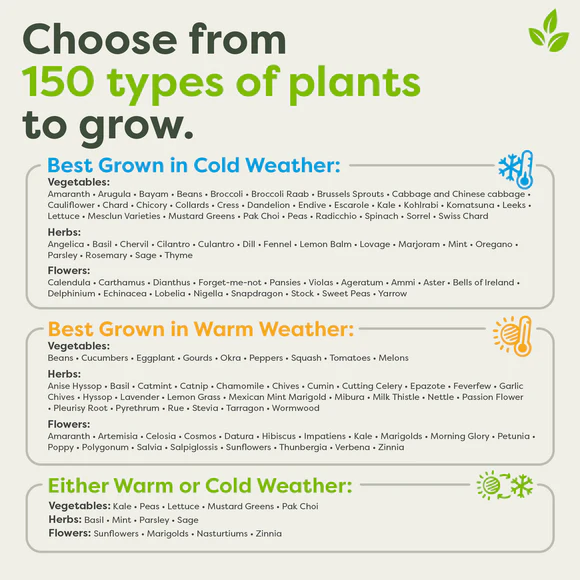 Choose from
150 types of plants
to grow.
Best Grown in Cold Weather:
Vegetables:
Amaranth • Arugula • Bayam • Beans • Broccoli • Broccoli Raab • Brussels Sprouts • Cabbage and Chinese cabbage •
Cauliflower • Chard • Chicory • Collards • Cress • Dandelion • Endive • Escarole • Kale • Kohlrabi • Komatsuna • Leeks •
Lettuce • Mesclun Varieties • Mustard Greens • Pak Choi • Peas • Radicchio • Spinach • Sorrel • Swiss Chard
Herbs:
Angelica • Basil • Chervil • Cilantro • Culantro • Dill • Fennel • Lemon Balm • Lovage • Marjoram • Mint • Oregano •
Parsley • Rosemary • Sage • Thyme
Flowers:
Calendula • Carthamus • Dianthus • Forget-me-not • Pansies • Violas • Ageratum • Ammi • Aster • Bells of Ireland •
Delphinium • Echinacea • Lobelia • Nigella • Snapdragon • Stock • Sweet Peas • Yarrow
Best Grown in Warm Weather:
Vegetables:
Beans • Cucumbers • Eggplant • Gourds • Okra • Peppers • Squash • Tomatoes • Melons
Herbs:
Anise Hyssop • Basil • Catmint • Catnip • Chamomile • Chives • Cumin • Cutting Celery • Epazote • Feverfew • Garlic
Chives • Hyssop • Lavender • Lemon Grass • Mexican Mint Marigold • Mibura • Milk Thistle • Nettle • Passion Flower
• Pleurisy Root • Pyrethrum • Rue • Stevia • Tarragon • Wormwood
Flowers:
Amaranth • Artemisia • Celosia • Cosmos • Datura • Hibiscus • Impatiens • Kale • Marigolds • Morning Glory • Petunia •
Poppy • Polygonum • Salvia • Salpiglossis • Sunflowers • Thunbergia • Verbena • Zinnia
Either Warm or Cold Weather:
Vegetables: Kale • Peas • Lettuce • Mustard Greens • Pak Choi
Herbs: Basil • Mint • Parsley • Sage
Flowers: Sunflowers • Marigolds • Nasturtiums • Zinnia